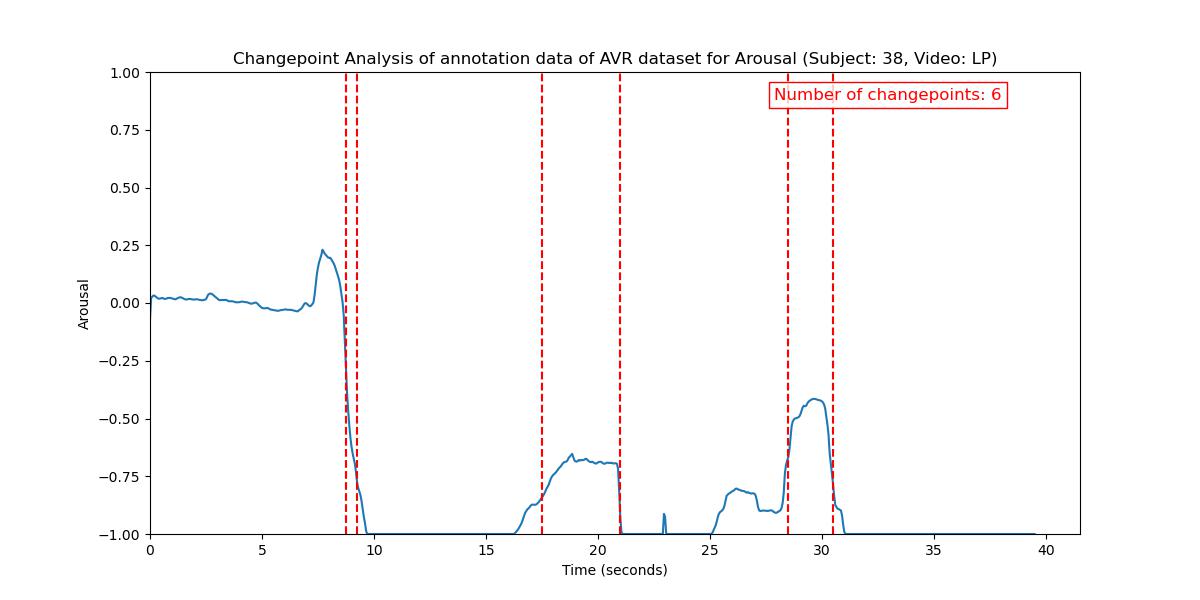 Changepoint Analysis of annotation data of AVR dataset for Arousal (Subject: 38, Video: LP)
Number of changepoints: 6
Arousal
1.00
0.75
0.50
0.25
0.00
−0.25
−0.50
−0.75
−1.00
0 5 10 15 20 25 30 35 40
Time (seconds)